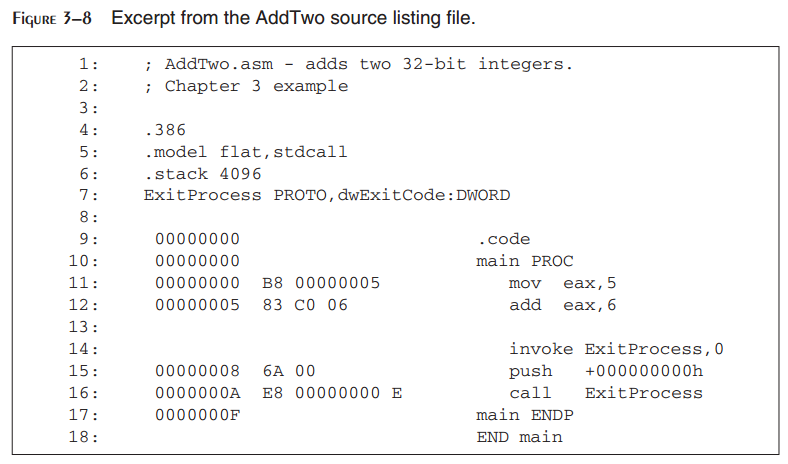 FIGURE 3–8 Excerpt from the AddTwo source listing file.
1: ; AddTwo.asm - adds two 32-bit integers.
2: ; Chapter 3 example
3:
4: .386
5: .model flat,stdcall
6: .stack 4096
7: ExitProcess PROTO,dwExitCode:DWORD
8:
9: 00000000 .code
10: 00000000 main PROC
11: 00000000 B8 00000005 mov eax,5
12: 00000005 83 C0 06 add eax,6
13:
14: invoke ExitProcess,0
15: 00000008 6A 00 push +000000000h
16: 0000000A E8 00000000 E call ExitProcess
17: 0000000F main ENDP
18: END main